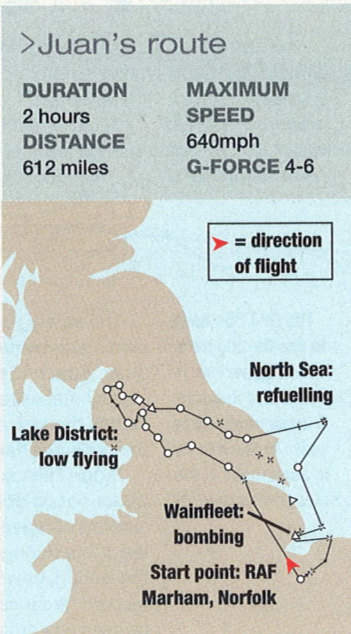 >Juan's route
DURATION
2 hours
DISTANCE
612 miles
MAXIMUM
SPEED
640mph
G-FORCE 4-6
= direction
of flight
North Sea:
refuelling
Lake District:
low flying
Wainfleet:
bombing
Start point: RAF
Marham, Norfolk